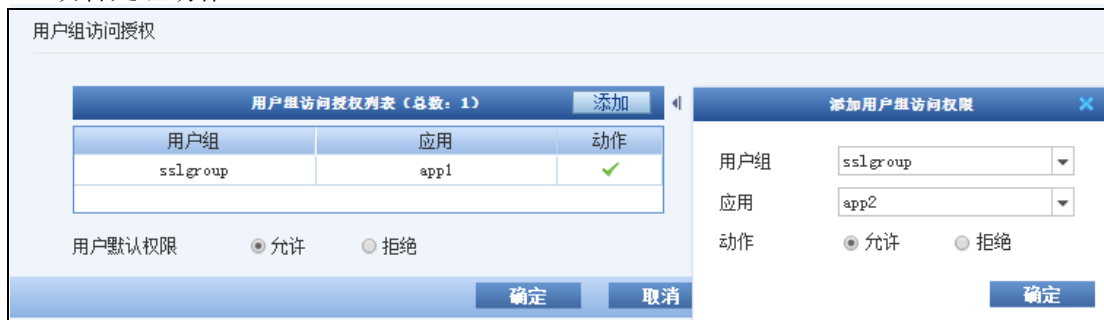 用户组访问授权
用户组访问授权列表（总数：1） 添加
用户组 应用 动作
sslgroup app1
用户默认权限 允许 拒绝
确定 取消
添加用户组访问权限
用户组 sslgroup
应用 app2
动作 允许 拒绝
确定